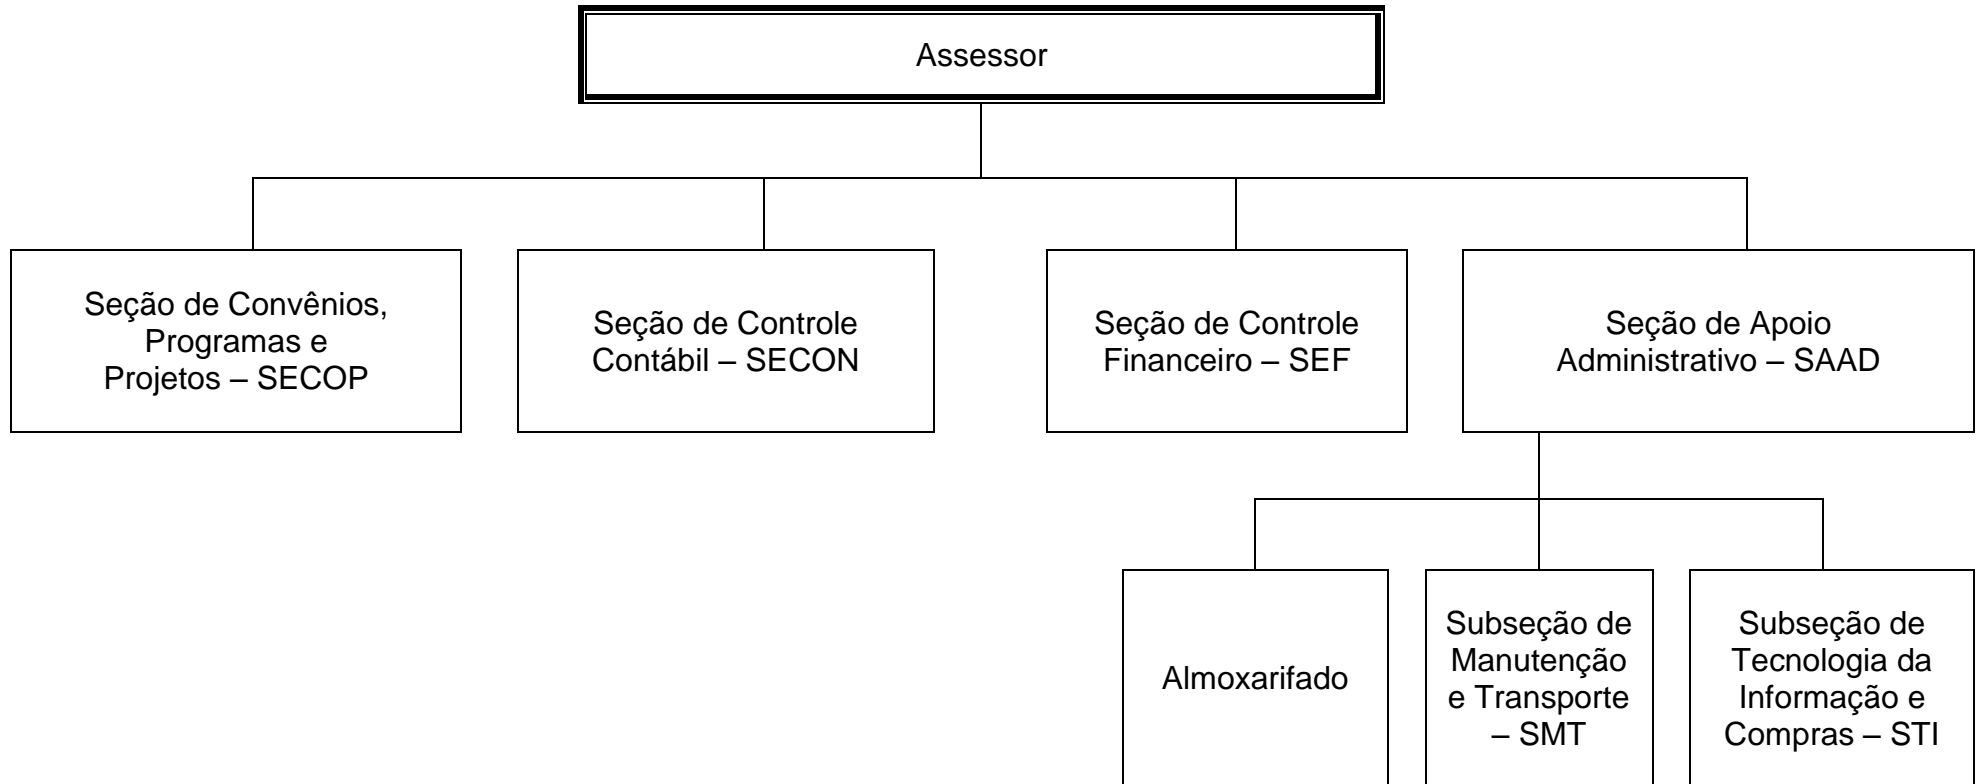 Assessor
Seção de Convênios,
Programas e
Projetos – SECOP
Seção de Controle
Contábil – SECON
Seção de Controle
Financeiro – SEF
Seção de Apoio
Administrativo – SAAD
Almoxarifado
Subseção de
Manutenção
e Transporte
– SMT
Subseção de
Tecnologia da
Informação e
Compras – STI